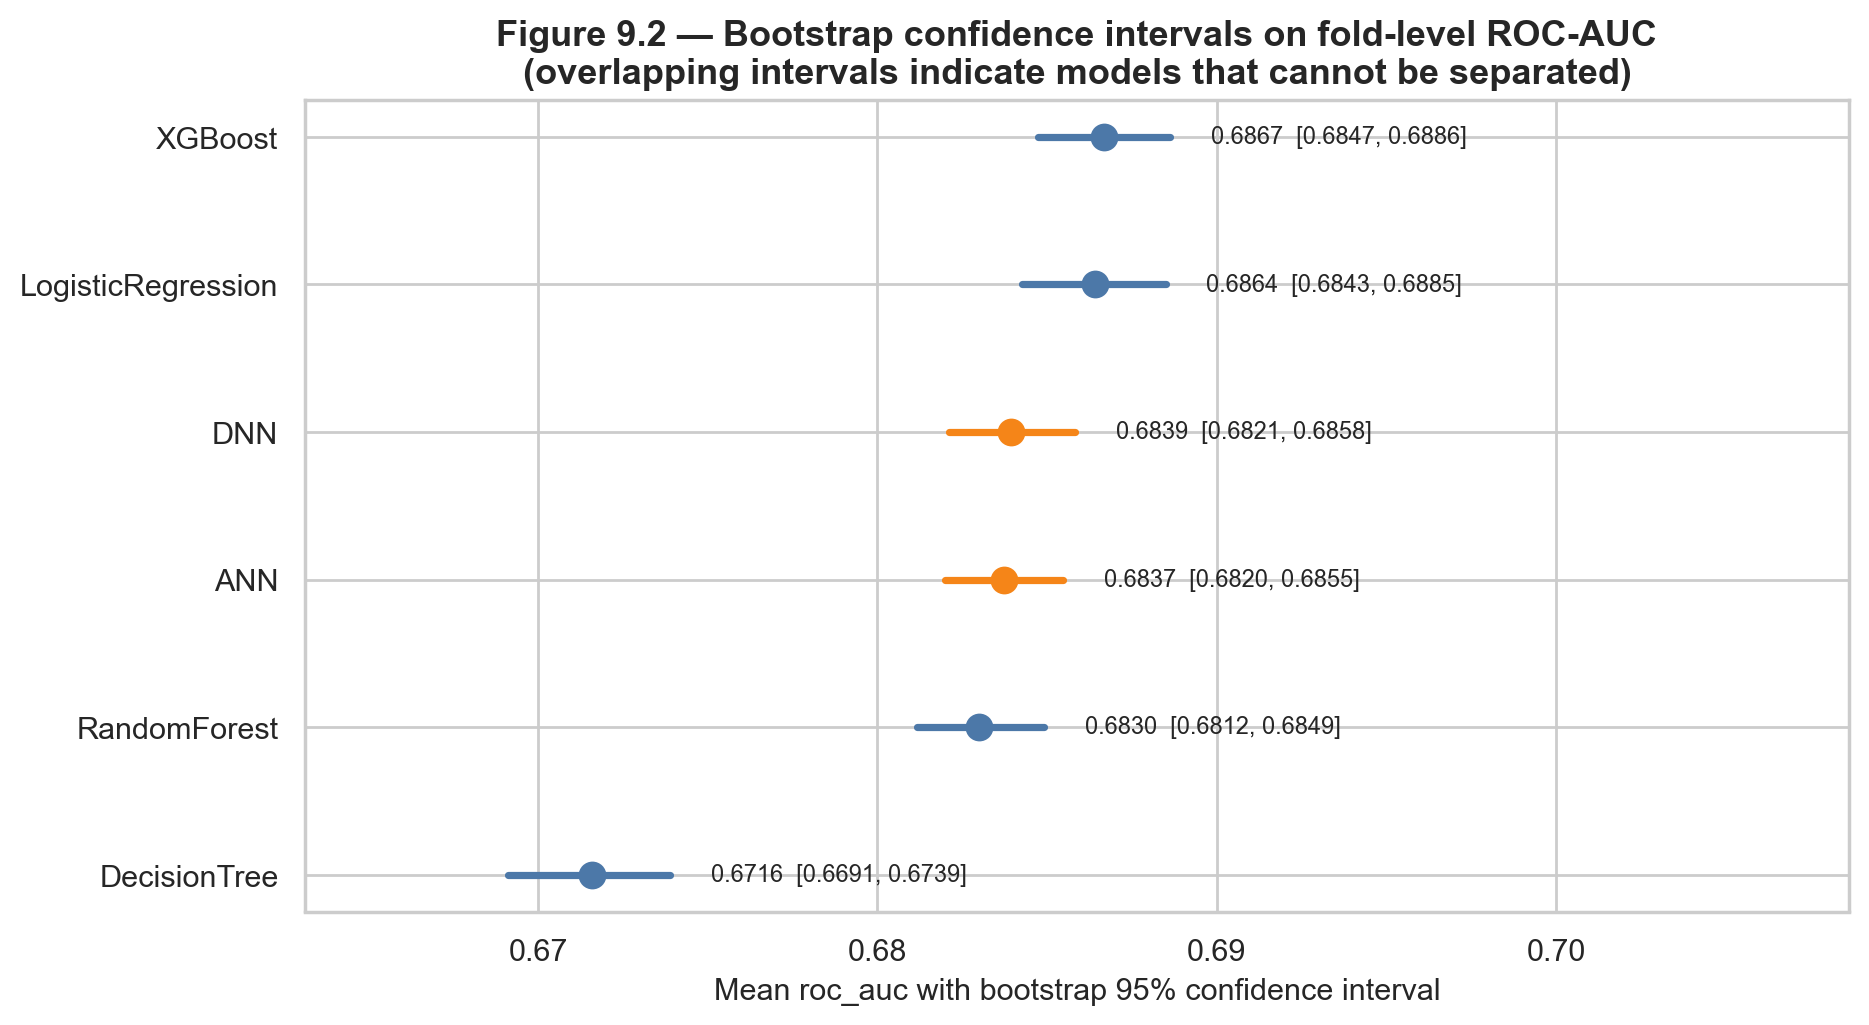 Figure 9.2 — Bootstrap confidence intervals on fold-level ROC-AUC
(overlapping intervals indicate models that cannot be separated)
XGBoost
0.6867  [0.6847, 0.6886]
LogisticRegression
0.6864  [0.6843, 0.6885]
DNN
0.6839  [0.6821, 0.6858]
ANN
0.6837  [0.6820, 0.6855]
RandomForest
0.6830  [0.6812, 0.6849]
DecisionTree
0.6716  [0.6691, 0.6739]
0.67
0.68
0.69
0.70
Mean roc_auc with bootstrap 95% confidence interval